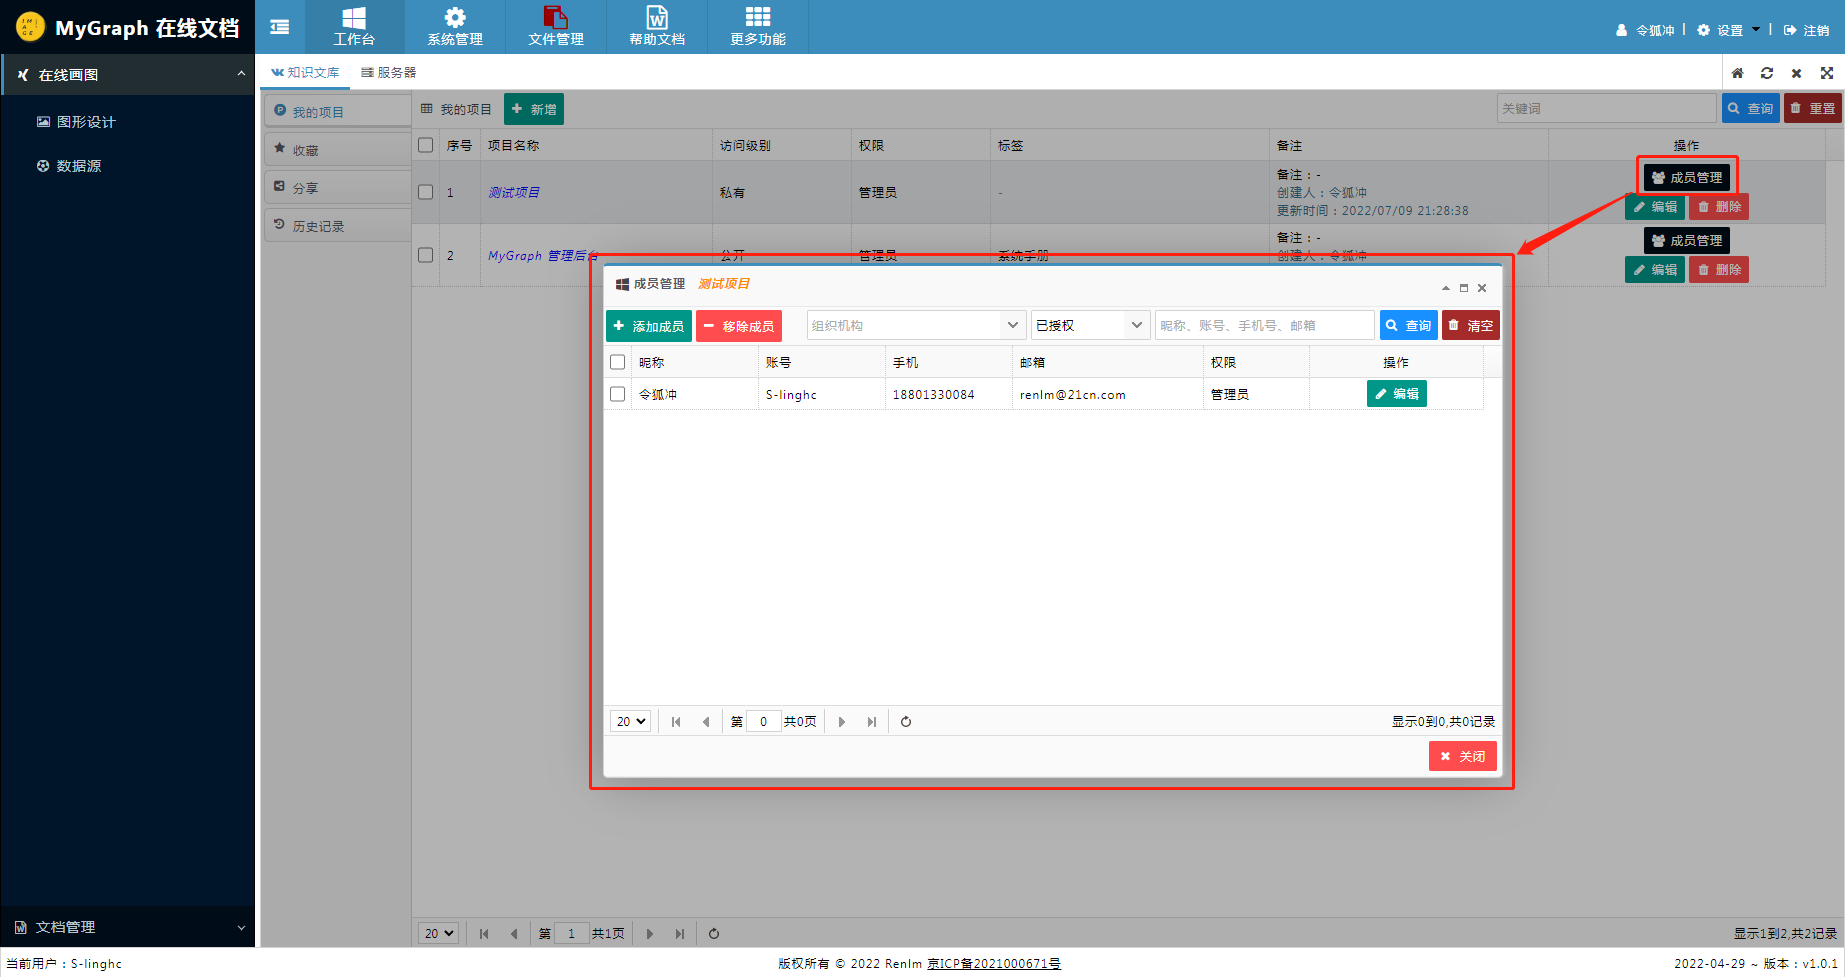 MyGraph 在线文档
工作台
系统管理
文件管理
帮助文档
更多功能
令狐冲 | 设置 | 注销
在线画图
知识文库
服务器
图形设计
数据源
我的项目
收藏
分享
历史记录
我的项目 新增
关键词 查询 重置
序号 项目名称 访问级别 权限 标签 备注 操作
1 测试项目 私有 管理员 -
备注：-
创建人：令狐冲
更新时间：2022/07/09 21:28:38
成员管理
编辑 删除
2 MyGraph 管理后台 公开 管理员 系统手册
备注：-
创建人：令狐冲
成员管理
编辑 删除
成员管理 测试项目
添加成员 移除成员 组织机构 已授权 昵称、账号、手机号、邮箱 查询 清空
昵称 账号 手机 邮箱 权限 操作
令狐冲 S-linghc 18801330084 renlm@21cn.com 管理员 编辑
20 第 0 共0页 显示0到0,共0记录
关闭
文档管理
20 第 1 共1页 显示1到2,共2记录
当前用户：S-linghc
版权所有 © 2022 Renlm 京ICP备2021000671号
2022-04-29 ~ 版本：v1.0.1